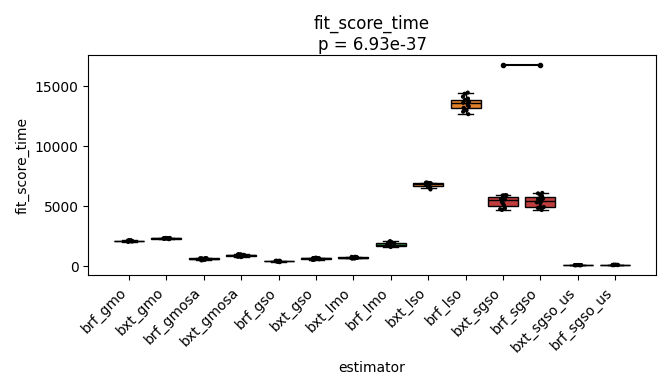 fit_score_time
p = 6.93e-37
fit_score_time
15000
10000
5000
0
brf_gmo
bxt_gmo
brf_gmosa
bxt_gmosa
brf_gso
bxt_gso
bxt_lmo
brf_lmo
bxt_lso
brf_lso
bxt_sgso
brf_sgso
bxt_sgso_us
brf_sgso_us
estimator